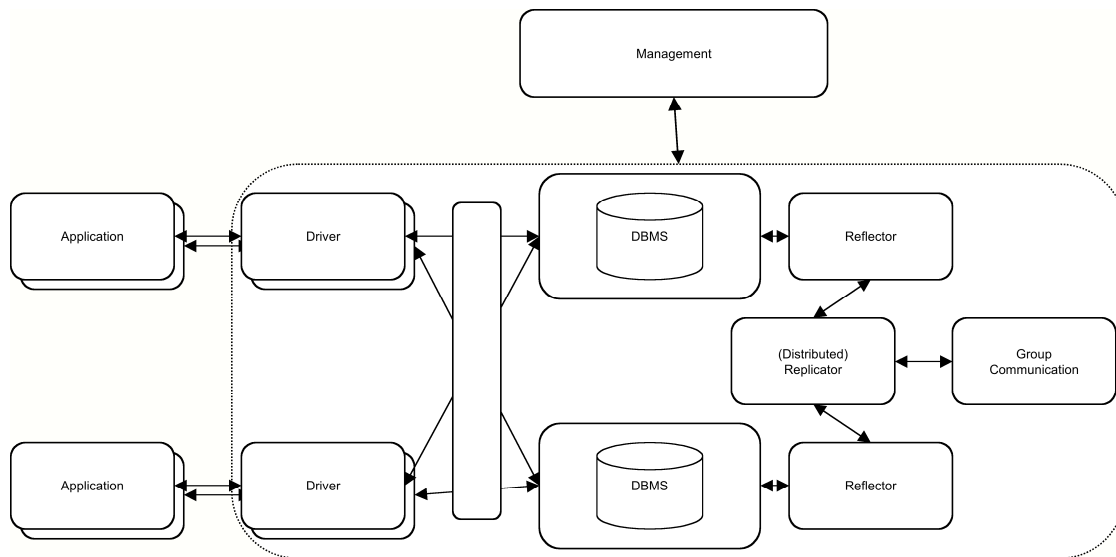 Management
Application
Driver
DBMS
Reflector
(Distributed)
Replicator
Group
Communication
Application
Driver
DBMS
Reflector